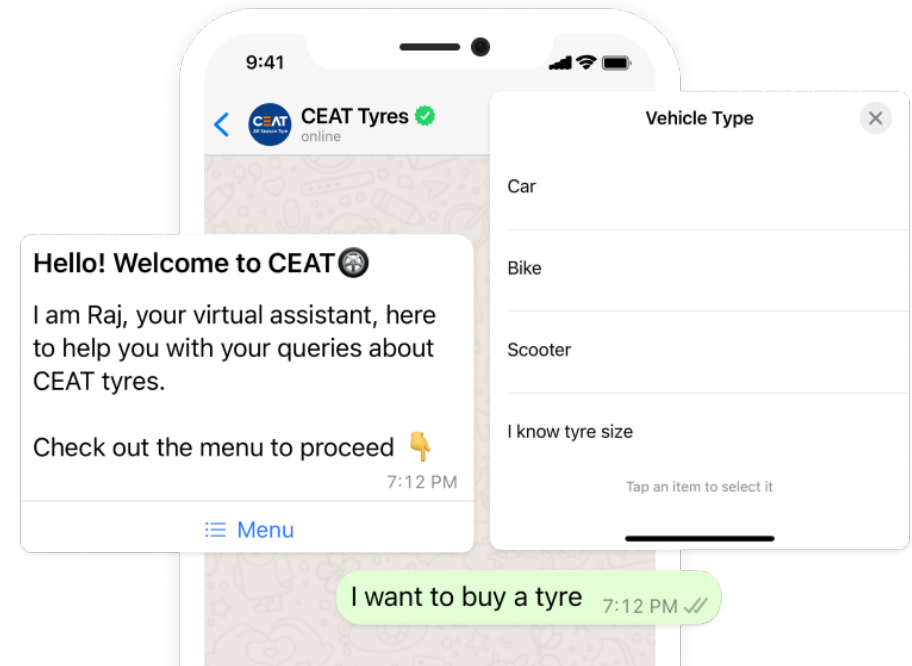 9:41
CEAT
CEAT Tyres
online
Vehicle Type
Car
Bike
Scooter
I know tyre size
Tap an item to select it
Hello! Welcome to CEAT
I am Raj, your virtual assistant, here
to help you with your queries about
CEAT tyres.
Check out the menu to proceed 👇
7:12 PM
Menu
I want to buy a tyre
7:12 PM